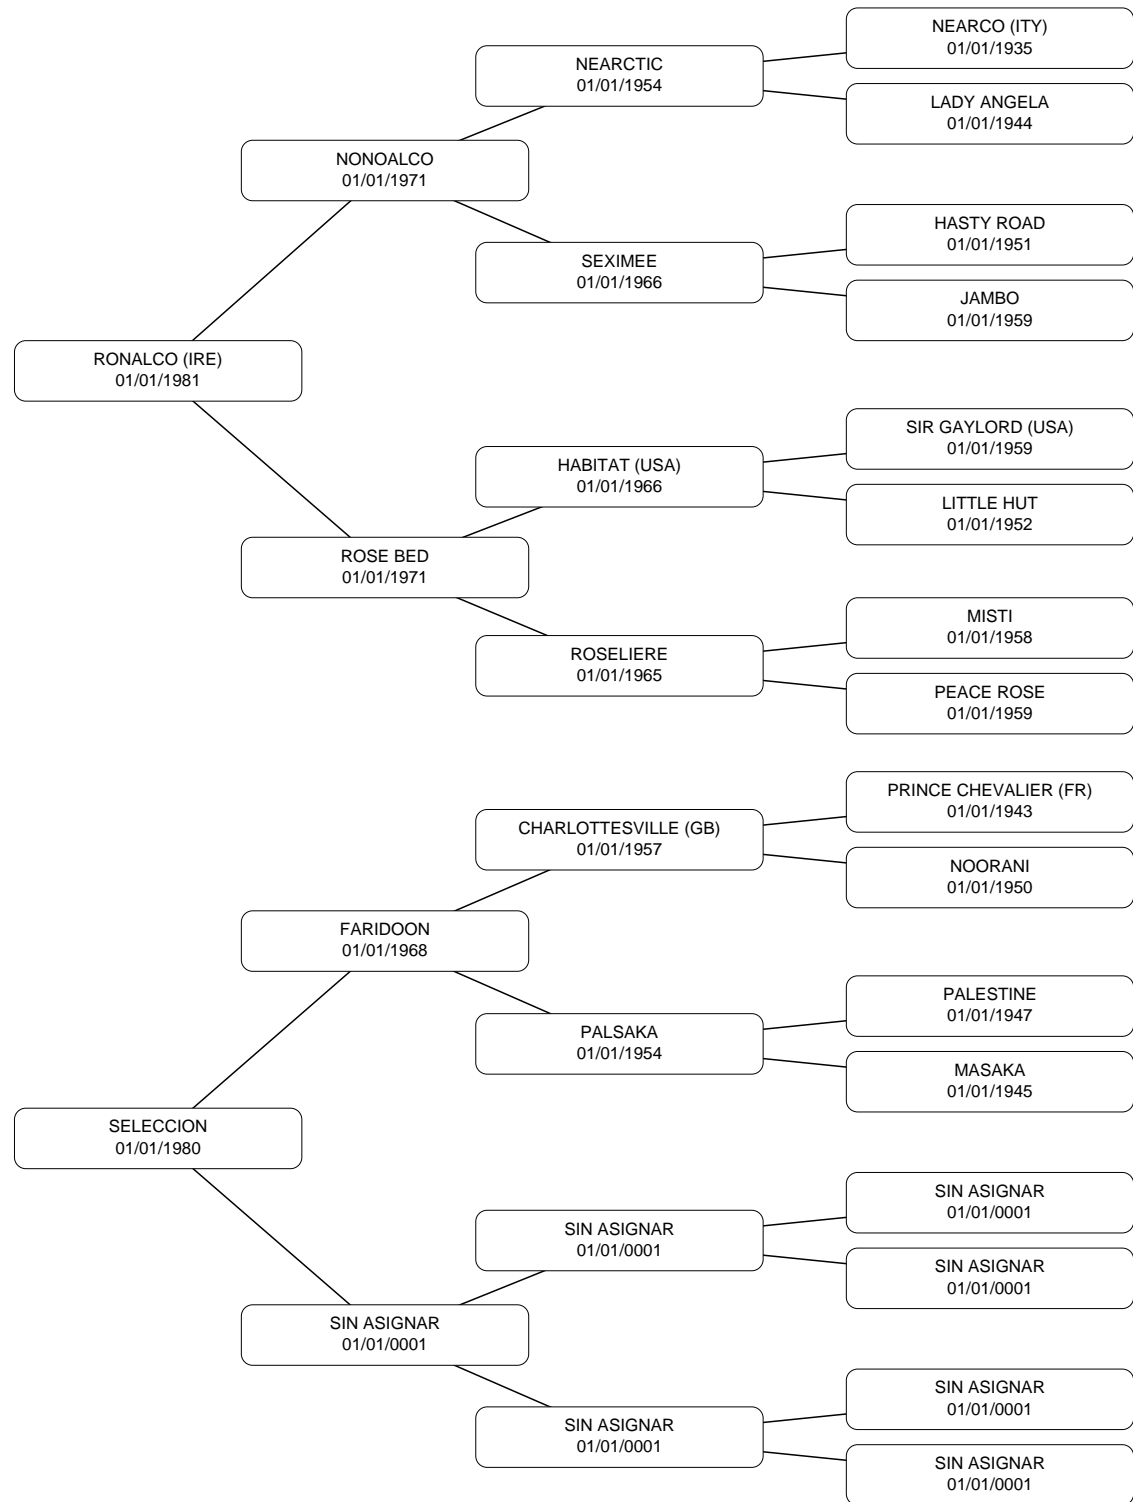 NEARCO (ITY)
01/01/1935
NEARCTIC
01/01/1954
LADY ANGELA
01/01/1944
NONOALCO
01/01/1971
HASTY ROAD
01/01/1951
SEXIMEE
01/01/1966
JAMBO
01/01/1959
RONALCO (IRE)
01/01/1981
SIR GAYLORD (USA)
01/01/1959
HABITAT (USA)
01/01/1966
LITTLE HUT
01/01/1952
ROSE BED
01/01/1971
MISTI
01/01/1958
ROSELIERE
01/01/1965
PEACE ROSE
01/01/1959
PRINCE CHEVALIER (FR)
01/01/1943
CHARLOTTESVILLE (GB)
01/01/1957
NOORANI
01/01/1950
FARIDOON
01/01/1968
PALESTINE
01/01/1947
PALSAKA
01/01/1954
MASAKA
01/01/1945
SELECCION
01/01/1980
SIN ASIGNAR
01/01/0001
SIN ASIGNAR
01/01/0001
SIN ASIGNAR
01/01/0001
SIN ASIGNAR
01/01/0001
SIN ASIGNAR
01/01/0001
SIN ASIGNAR
01/01/0001
SIN ASIGNAR
01/01/0001